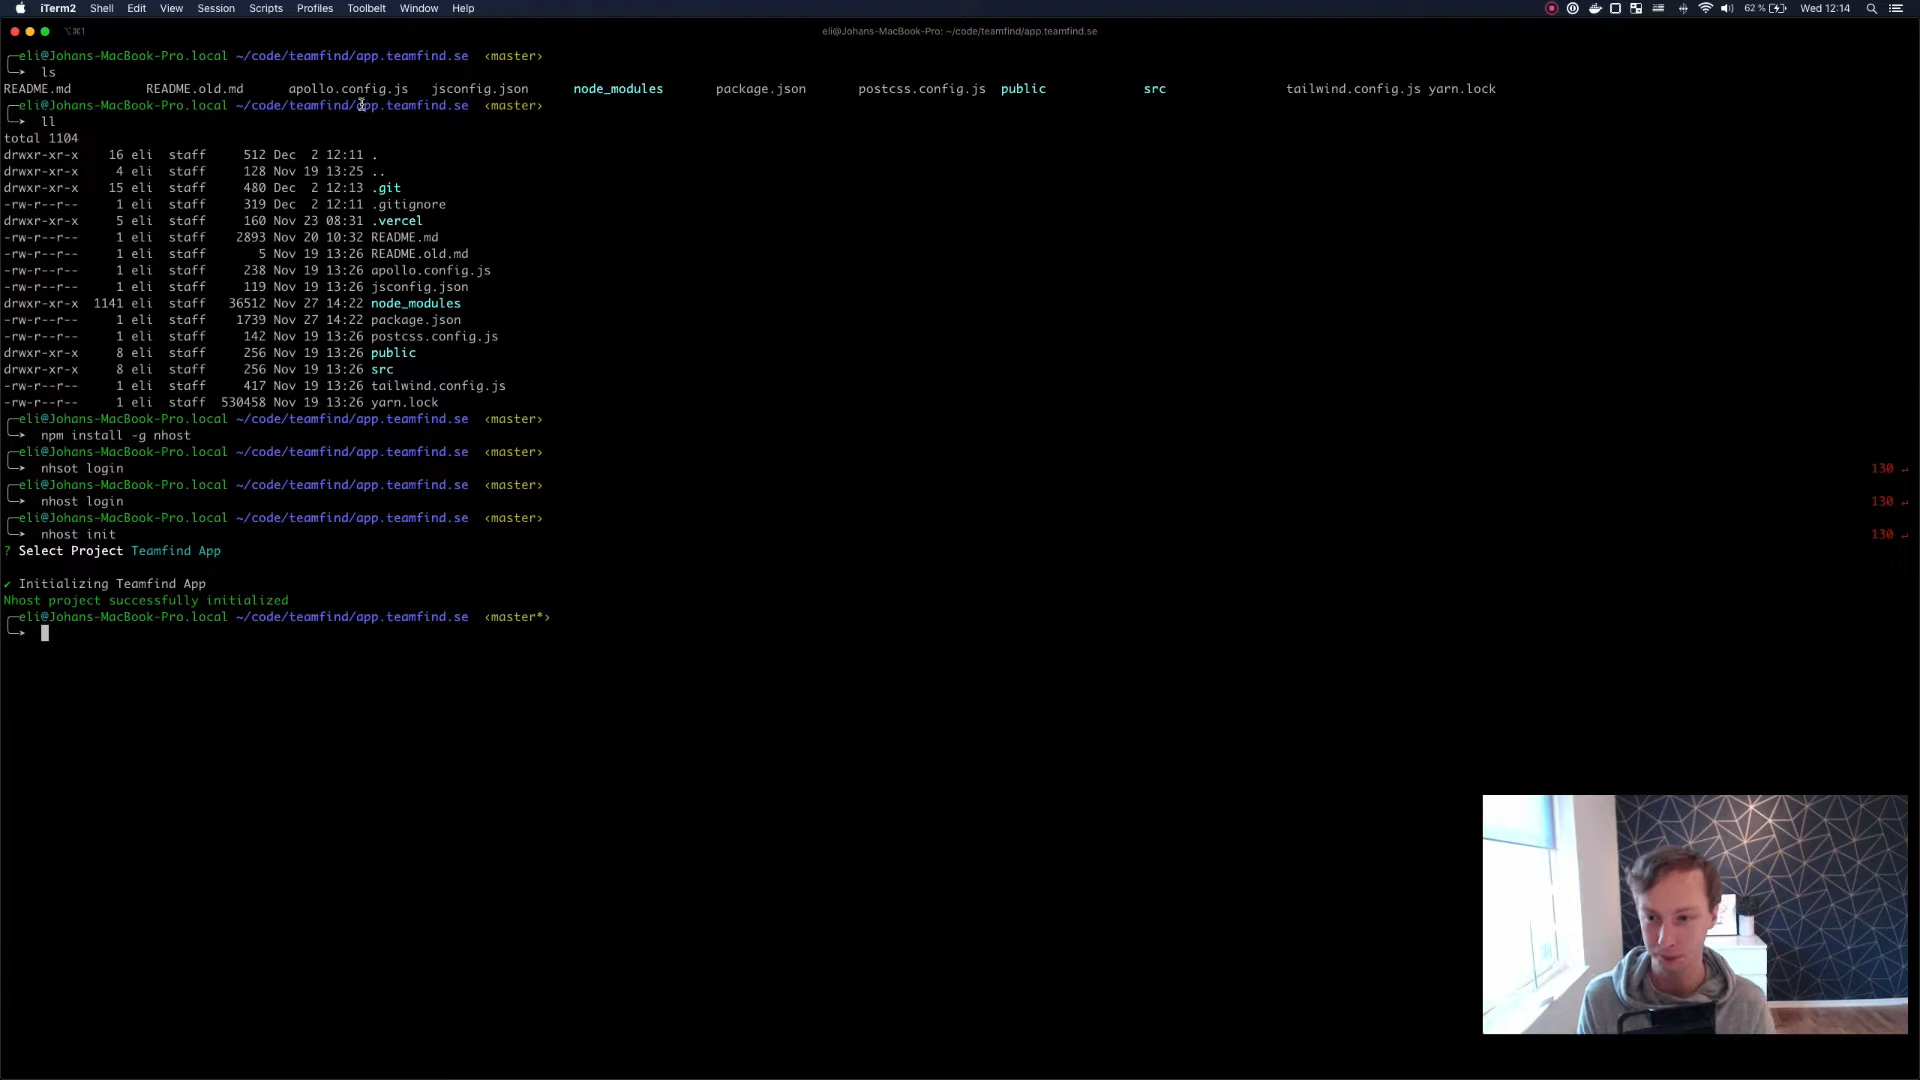 iTerm2 Shell Edit View Session Scripts Profiles Toolbelt Window Help 62 % Wed 12:14
⌥⌘1 eli@Johans-MacBook-Pro: ~/code/teamfind/app.teamfind.se
eli@Johans-MacBook-Pro.local ~/code/teamfind/app.teamfind.se ‹master›
ls
README.md README.old.md apollo.config.js jsconfig.json node_modules package.json postcss.config.js public src tailwind.config.js yarn.lock
eli@Johans-MacBook-Pro.local ~/code/teamfind/app.teamfind.se ‹master›
ll
total 1104
drwxr-xr-x 16 eli staff 512 Dec 2 12:11 .
drwxr-xr-x 4 eli staff 128 Nov 19 13:25 ..
drwxr-xr-x 15 eli staff 480 Dec 2 12:13 .git
-rw-r--r-- 1 eli staff 319 Dec 2 12:11 .gitignore
drwxr-xr-x 5 eli staff 160 Nov 23 08:31 .vercel
-rw-r--r-- 1 eli staff 2893 Nov 20 10:32 README.md
-rw-r--r-- 1 eli staff 5 Nov 19 13:26 README.old.md
-rw-r--r-- 1 eli staff 238 Nov 19 13:26 apollo.config.js
-rw-r--r-- 1 eli staff 119 Nov 19 13:26 jsconfig.json
drwxr-xr-x 1141 eli staff 36512 Nov 27 14:22 node_modules
-rw-r--r-- 1 eli staff 1739 Nov 27 14:22 package.json
-rw-r--r-- 1 eli staff 142 Nov 19 13:26 postcss.config.js
drwxr-xr-x 8 eli staff 256 Nov 19 13:26 public
drwxr-xr-x 8 eli staff 256 Nov 19 13:26 src
-rw-r--r-- 1 eli staff 417 Nov 19 13:26 tailwind.config.js
-rw-r--r-- 1 eli staff 530458 Nov 19 13:26 yarn.lock
eli@Johans-MacBook-Pro.local ~/code/teamfind/app.teamfind.se ‹master›
npm install -g nhost
eli@Johans-MacBook-Pro.local ~/code/teamfind/app.teamfind.se ‹master›
nhsot login 130 ↵
eli@Johans-MacBook-Pro.local ~/code/teamfind/app.teamfind.se ‹master›
nhost login 130 ↵
eli@Johans-MacBook-Pro.local ~/code/teamfind/app.teamfind.se ‹master›
nhost init 130 ↵
? Select Project Teamfind App
✔ Initializing Teamfind App
Nhost project successfully initialized
eli@Johans-MacBook-Pro.local ~/code/teamfind/app.teamfind.se ‹master*›